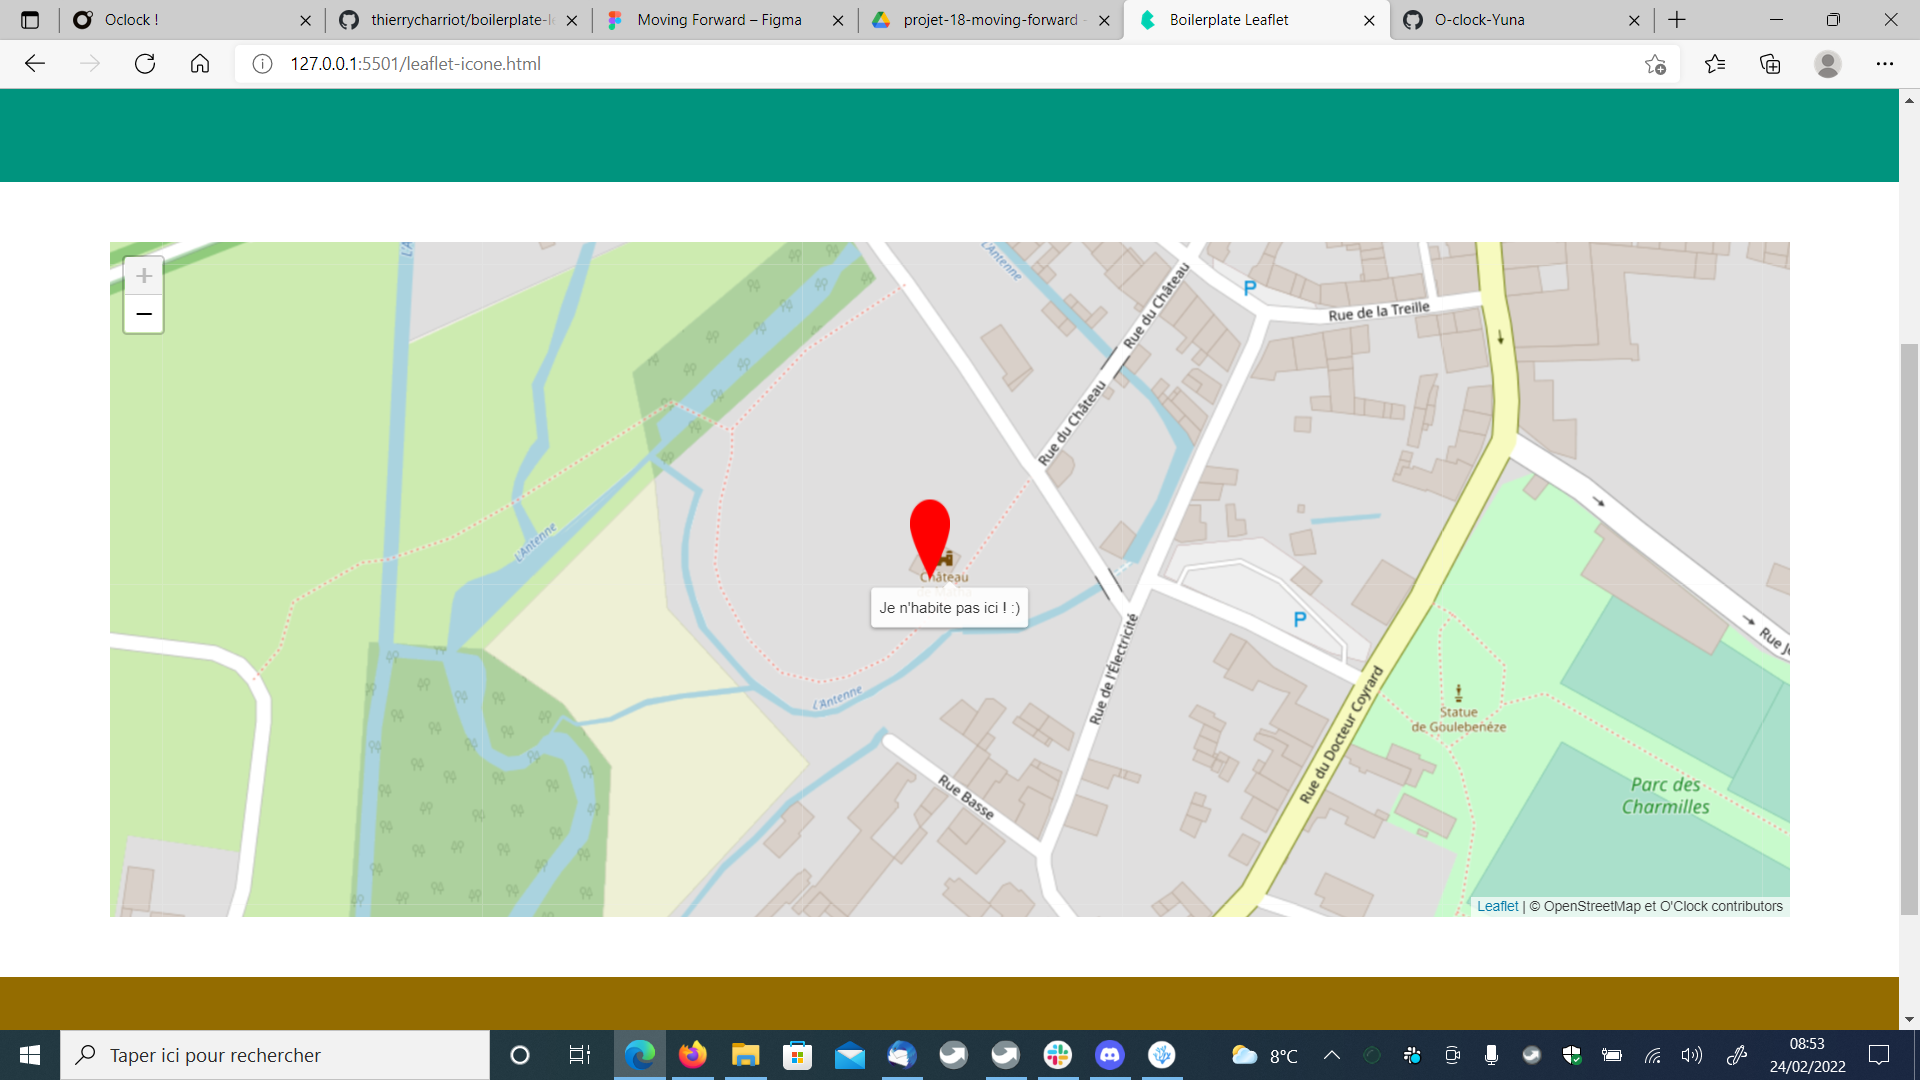 Oclock !
thierrycharriot/boilerplate-le
Moving Forward – Figma
projet-18-moving-forward -
Boilerplate Leaflet
O-clock-Yuna
127.0.0.1:5501/leaflet-icone.html
+
−
L'Antenne
Rue du Château
P
Rue de la Treille
Rue du Château
L'Antenne
Château
Je n'habite pas ici ! :)
P
Rue de l'Électricité
L'Antenne
Rue du Docteur Coyrard
Statue
de Goulebenéze
Rue Basse
Parc des
Charmilles
Leaflet | © OpenStreetMap et O'Clock contributors
Taper ici pour rechercher
8°C
08:53
24/02/2022